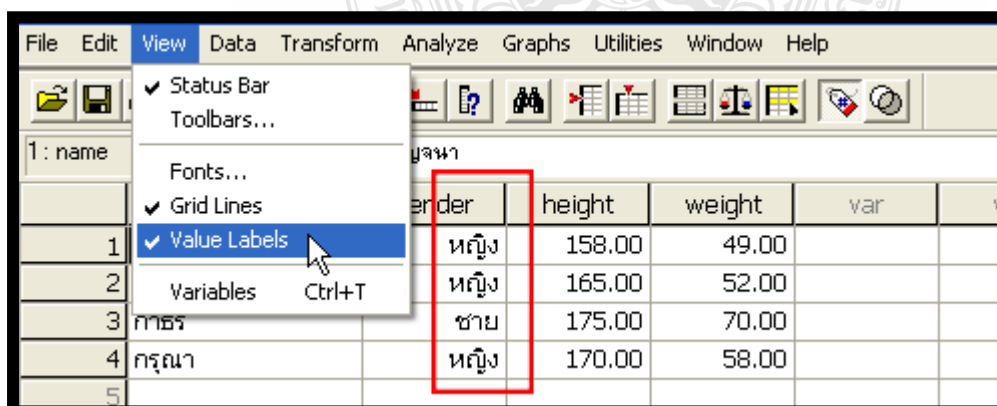 File Edit View Data Transform Analyze Graphs Utilities Window Help
✓ Status Bar
Toolbars...
1 : name
Fonts...
✓ Grid Lines
✓ Value Labels
Variables Ctrl+T
ender height weight var
1 หญิง 158.00 49.00
2 หญิง 165.00 52.00
3 ชาย 175.00 70.00
4 กรุณา หญิง 170.00 58.00
5